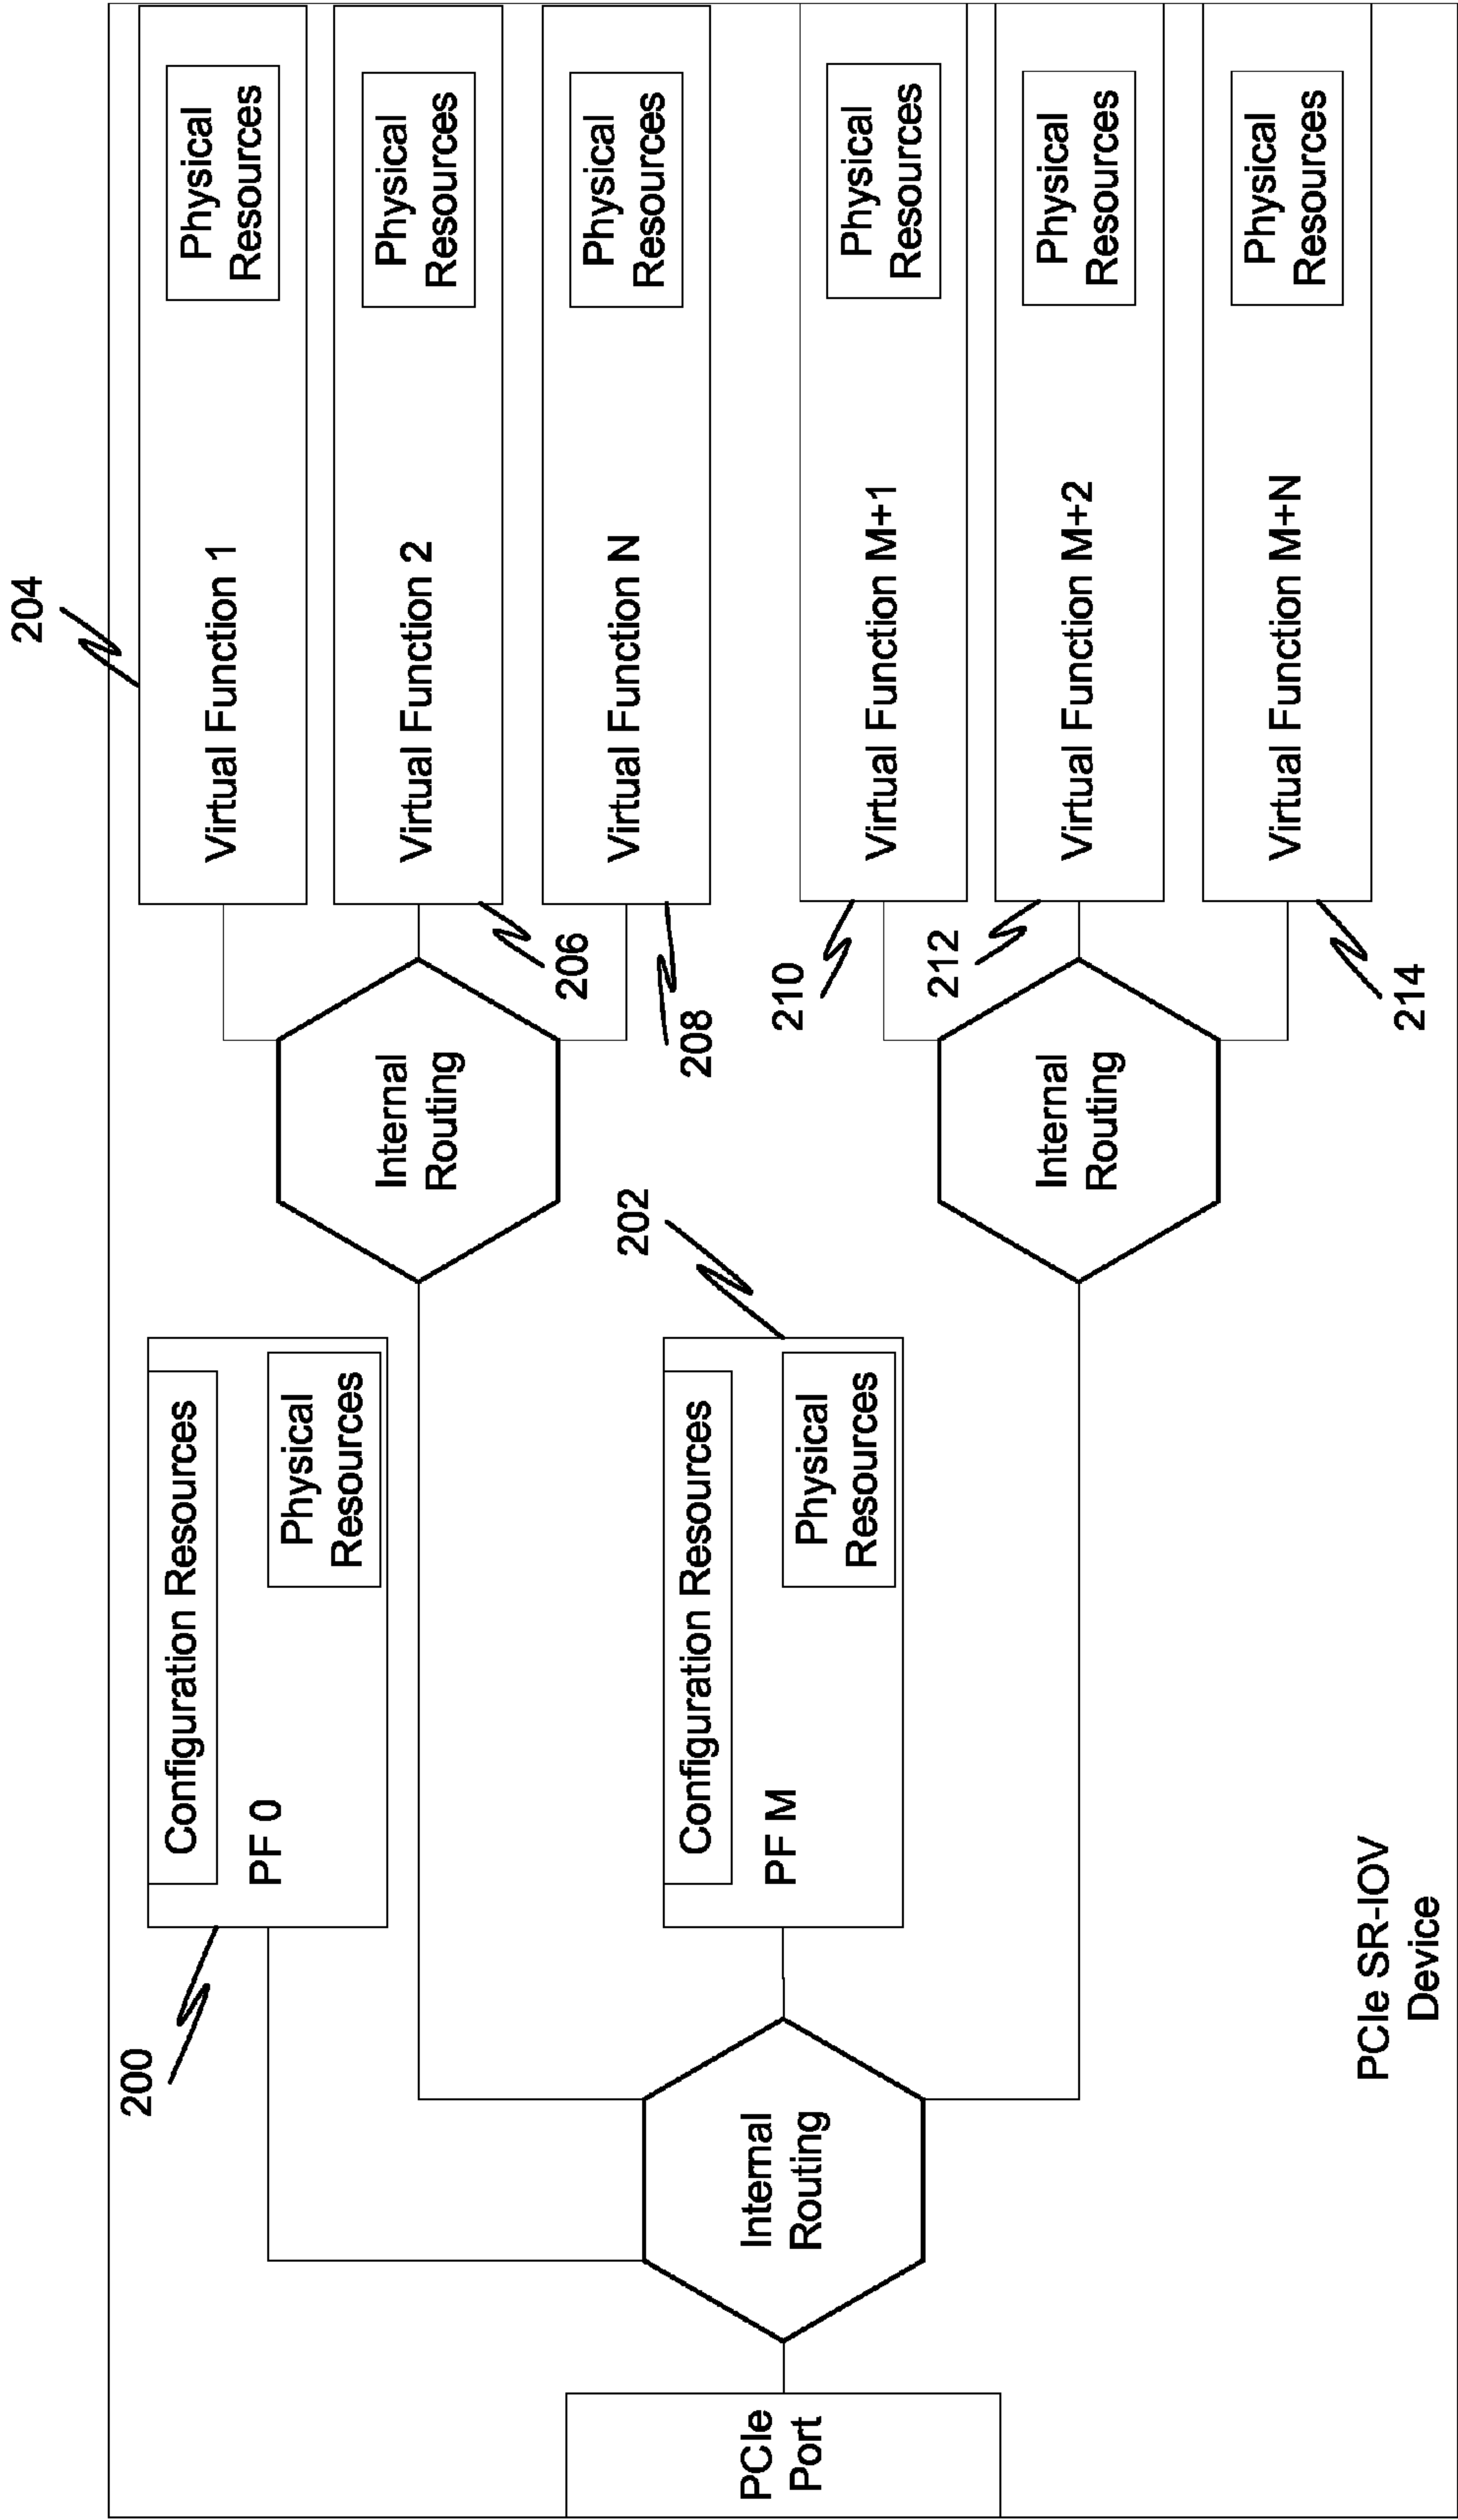 204
Virtual Function 1
Physical
Resources
200
Configuration Resources
PF 0
Physical
Resources
Internal
Routing
Virtual Function 2
Physical
Resources
206
208
Virtual Function N
Physical
Resources
PCIe
Port
Internal
Routing
202
Configuration Resources
PF M
Physical
Resources
210
Virtual Function M+1
Physical
Resources
212
Internal
Routing
Virtual Function M+2
Physical
Resources
214
Virtual Function M+N
Physical
Resources
PCIe SR-IOV
Device